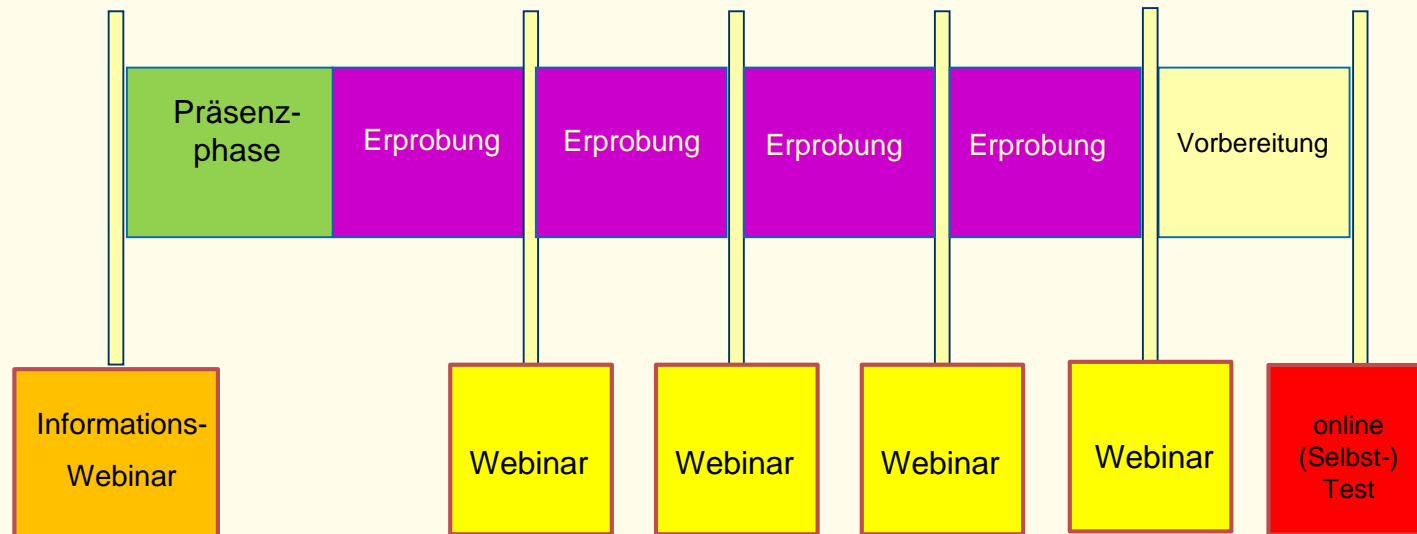 Präsenz-
phase
Erprobung
Erprobung
Erprobung
Erprobung
Vorbereitung
Informations-
Webinar
Webinar
Webinar
Webinar
Webinar
online
(Selbst-)
Test